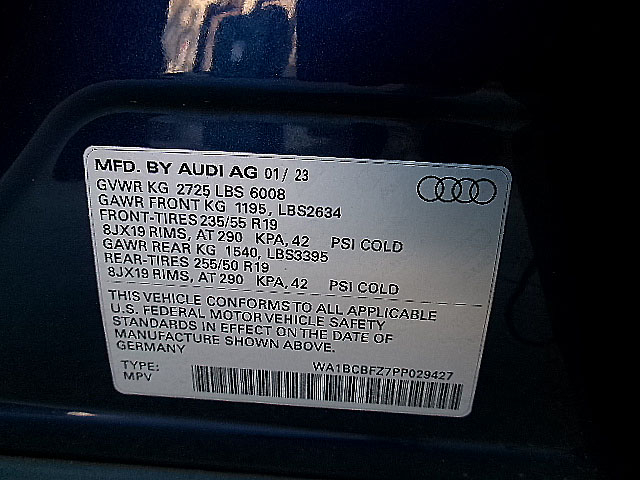 MFD. BY AUDI AG 01/ 23
GVWR KG 2725 LBS 6008
GAWR FRONT KG 1195, LBS2634
FRONT-TIRES 235/55 R19
8JX19 RIMS, AT 290 KPA, 42 PSI COLD
GAWR REAR KG 1540, LBS3395
REAR-TIRES 255/50 R19
8JX19 RIMS, AT 290 KPA, 42 PSI COLD
THIS VEHICLE CONFORMS TO ALL APPLICABLE
U.S. FEDERAL MOTOR VEHICLE SAFETY
STANDARDS IN EFFECT ON THE DATE OF
MANUFACTURE SHOWN ABOVE.
GERMANY
WA1BCBFZ7PP029427
TYPE:
MPV